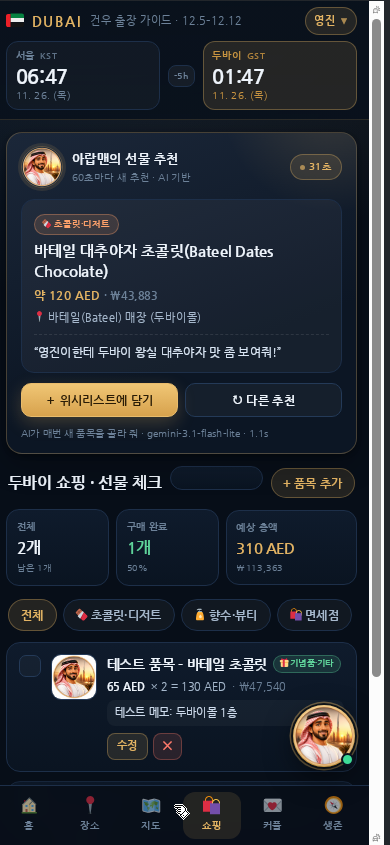 DUBAI 건우 출장 가이드 · 12.5–12.12
영진 ▼
서울 KST
06:47
11. 26. (목)
-5h
두바이 GST
01:47
11. 26. (목)
아랍맨의 선물 추천
60초마다 새 추천 · AI 기반
31초
초콜릿·디저트
바테일 대추야자 초콜릿(Bateel Dates
Chocolate)
약 120 AED · ₩43,883
바테일(Bateel) 매장 (두바이몰)
“영진이한테 두바이 왕실 대추야자 맛 좀 보여줘!”
+ 위시리스트에 담기
↻ 다른 추천
AI가 매번 새 품목을 골라 줘 · gemini-3.1-flash-lite · 1.1s
두바이 쇼핑 · 선물 체크
+ 품목 추가
전체
2개
남은 1개
구매 완료
1개
50%
예상 총액
310 AED
₩113,363
전체
초콜릿·디저트
향수·뷰티
면세점
테스트 품목 - 바테일 초콜릿
기념품·기타
65 AED × 2 = 130 AED · ₩47,540
테스트 메모: 두바이몰 1층
수정
홈
장소
지도
쇼핑
커플
생존